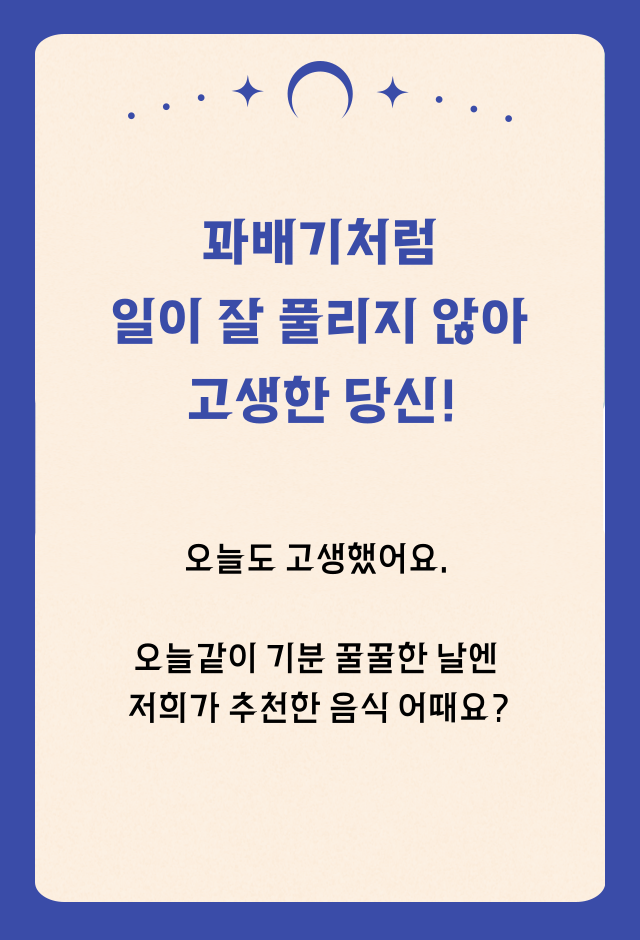 꽈배기처럼
일이 잘 풀리지 않아
고생한 당신!
오늘도 고생했어요.
오늘같이 기분 꿀꿀한 날엔
저희가 추천한 음식 어때요?